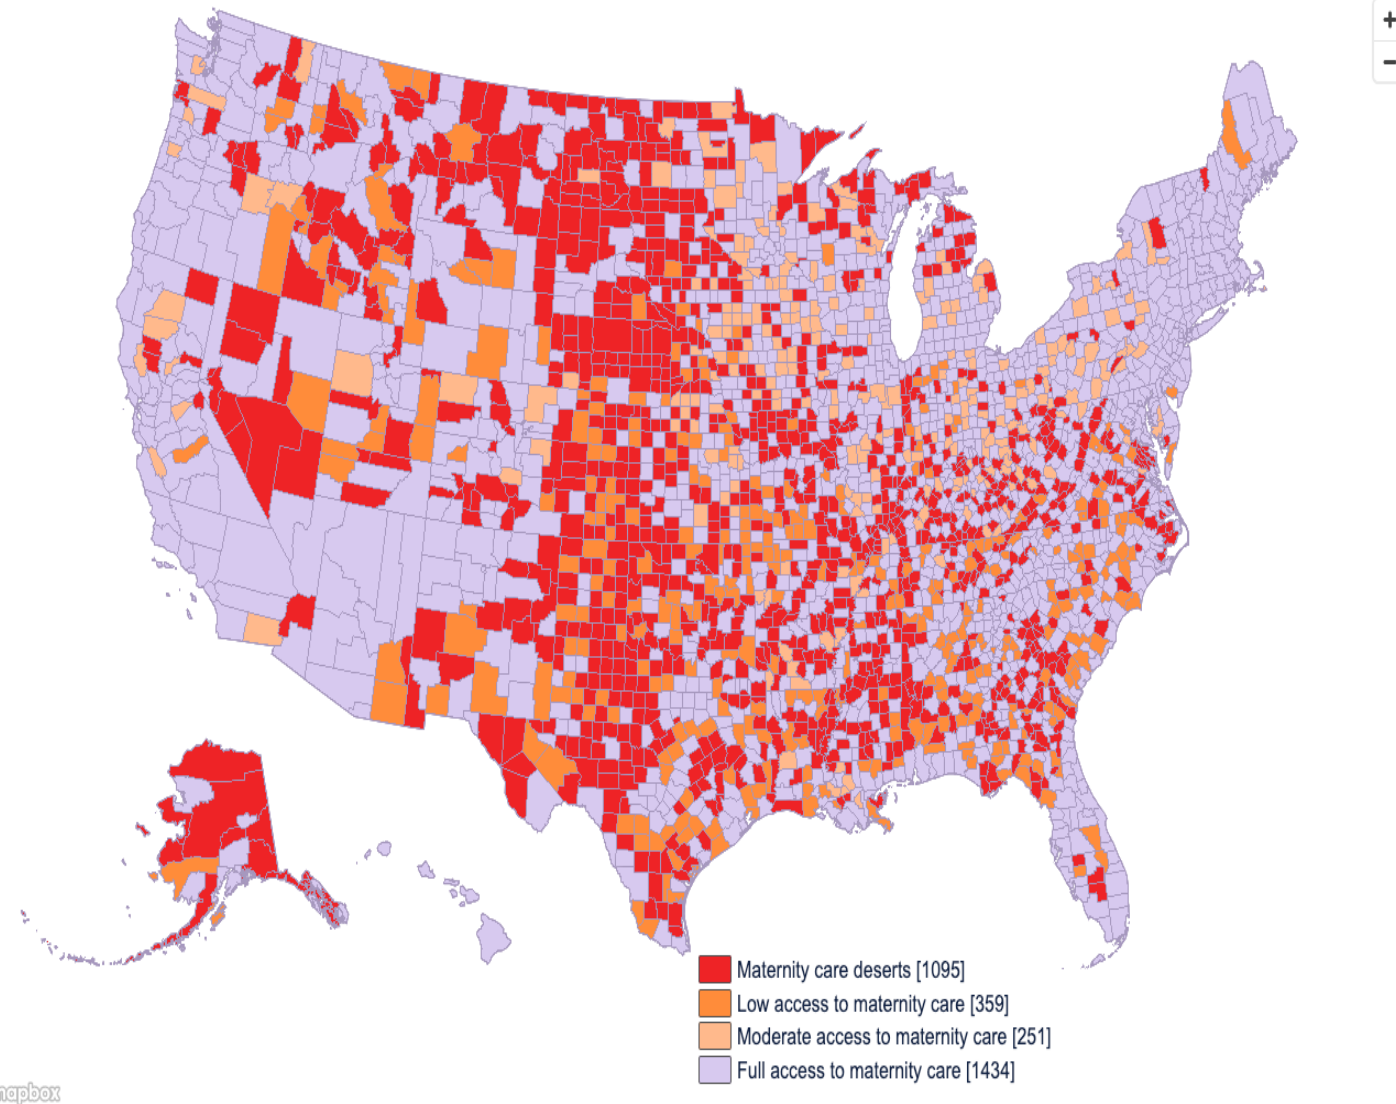 +
−
Maternity care deserts [1095]
Low access to maternity care [359]
Moderate access to maternity care [251]
Full access to maternity care [1434]
mapbox